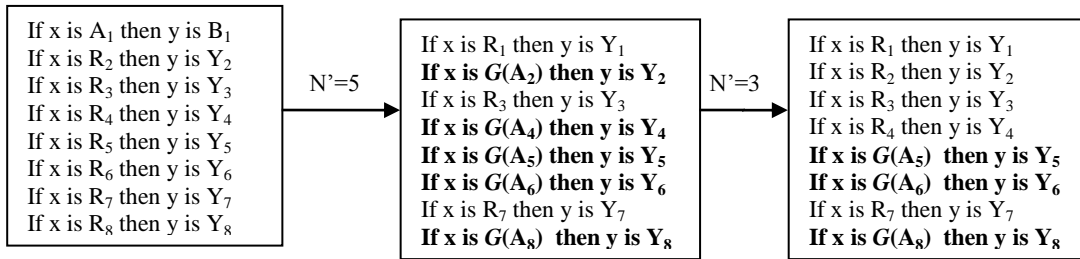 If x is A₁ then y is B₁
If x is R₂ then y is Y₂
If x is R₃ then y is Y₃
If x is R₄ then y is Y₄
If x is R₅ then y is Y₅
If x is R₆ then y is Y₆
If x is R₇ then y is Y₇
If x is R₈ then y is Y₈
N’=5
If x is R₁ then y is Y₁
If x is G(A₂) then y is Y₂
If x is R₃ then y is Y₃
If x is G(A₄) then y is Y₄
If x is G(A₅) then y is Y₅
If x is G(A₆) then y is Y₆
If x is R₇ then y is Y₇
If x is G(A₈) then y is Y₈
N’=3
If x is R₁ then y is Y₁
If x is R₂ then y is Y₂
If x is R₃ then y is Y₃
If x is R₄ then y is Y₄
If x is G(A₅) then y is Y₅
If x is G(A₆) then y is Y₆
If x is R₇ then y is Y₇
If x is G(A₈) then y is Y₈